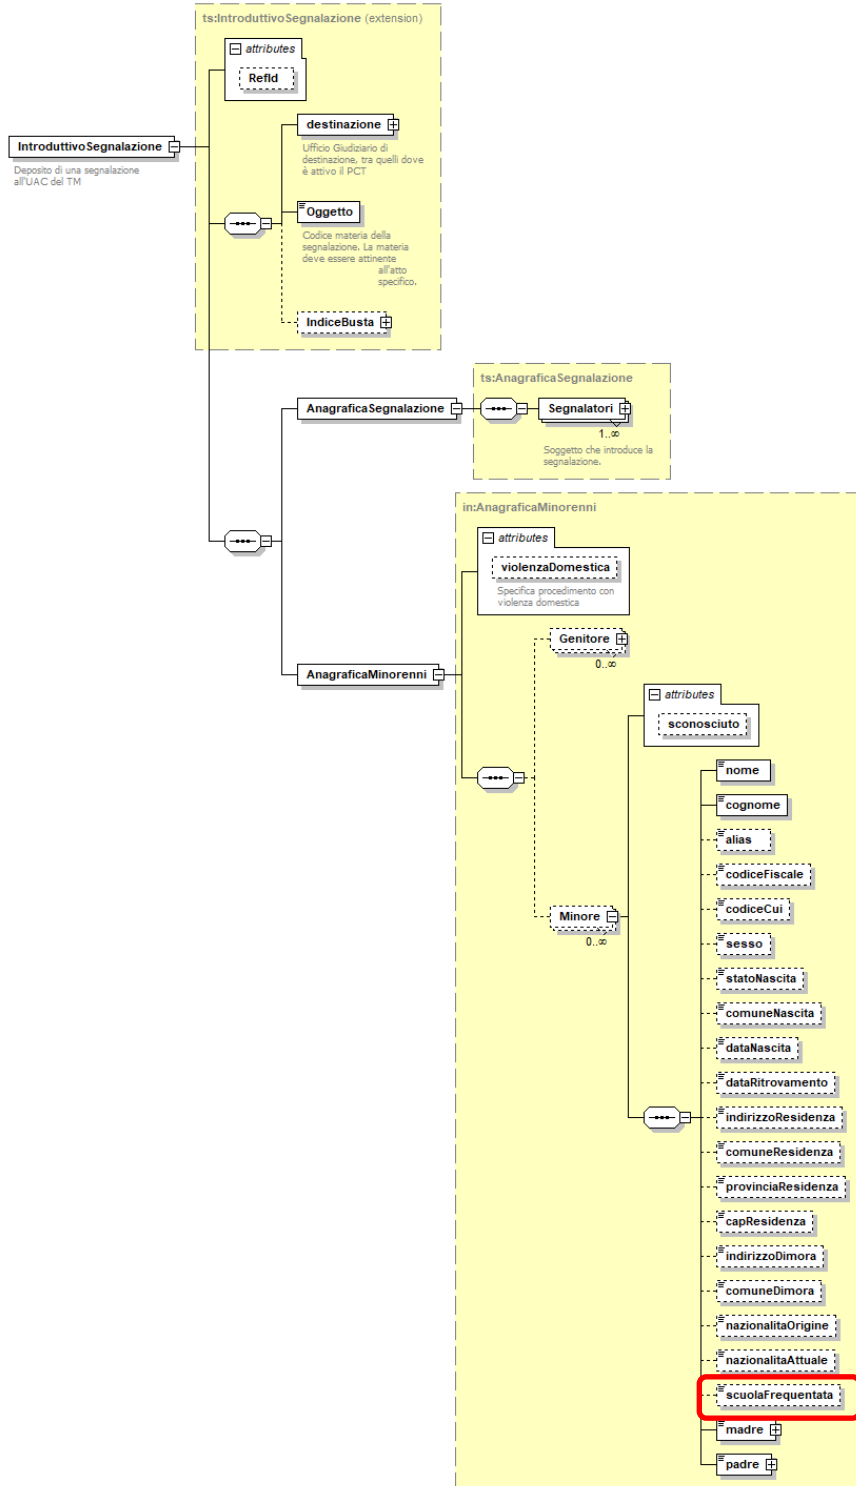 ts:IntroduttivoSegnalazione (extension)
attributes
RefId
IntroduttivoSegnalazione
Deposito di una segnalazione
all'UAC del TM
destinazione
Ufficio Giudiziario di
destinazione, tra quelli dove
è attivo il PCT
Oggetto
Codice materia della
segnalazione. La materia
deve essere attinente
all'atto
specifico.
IndiceBusta
ts:AnagraficaSegnalazione
AnagraficaSegnalazione
Segnalatori
1..∞
Soggetto che introduce la
segnalazione.
in:AnagraficaMinorenni
attributes
violenzaDomestica
Specifica procedimento con
violenza domestica
Genitore
0..∞
AnagraficaMinorenni
attributes
sconosciuto
nome
cognome
alias
codiceFiscale
Minore
0..∞
codiceCui
sesso
statoNascita
comuneNascita
dataNascita
dataRitrovamento
indirizzoResidenza
comuneResidenza
provinciaResidenza
capResidenza
indirizzoDimora
comuneDimora
nazionalitaOrigine
nazionalitaAttuale
scuolaFrequentata
madre
padre